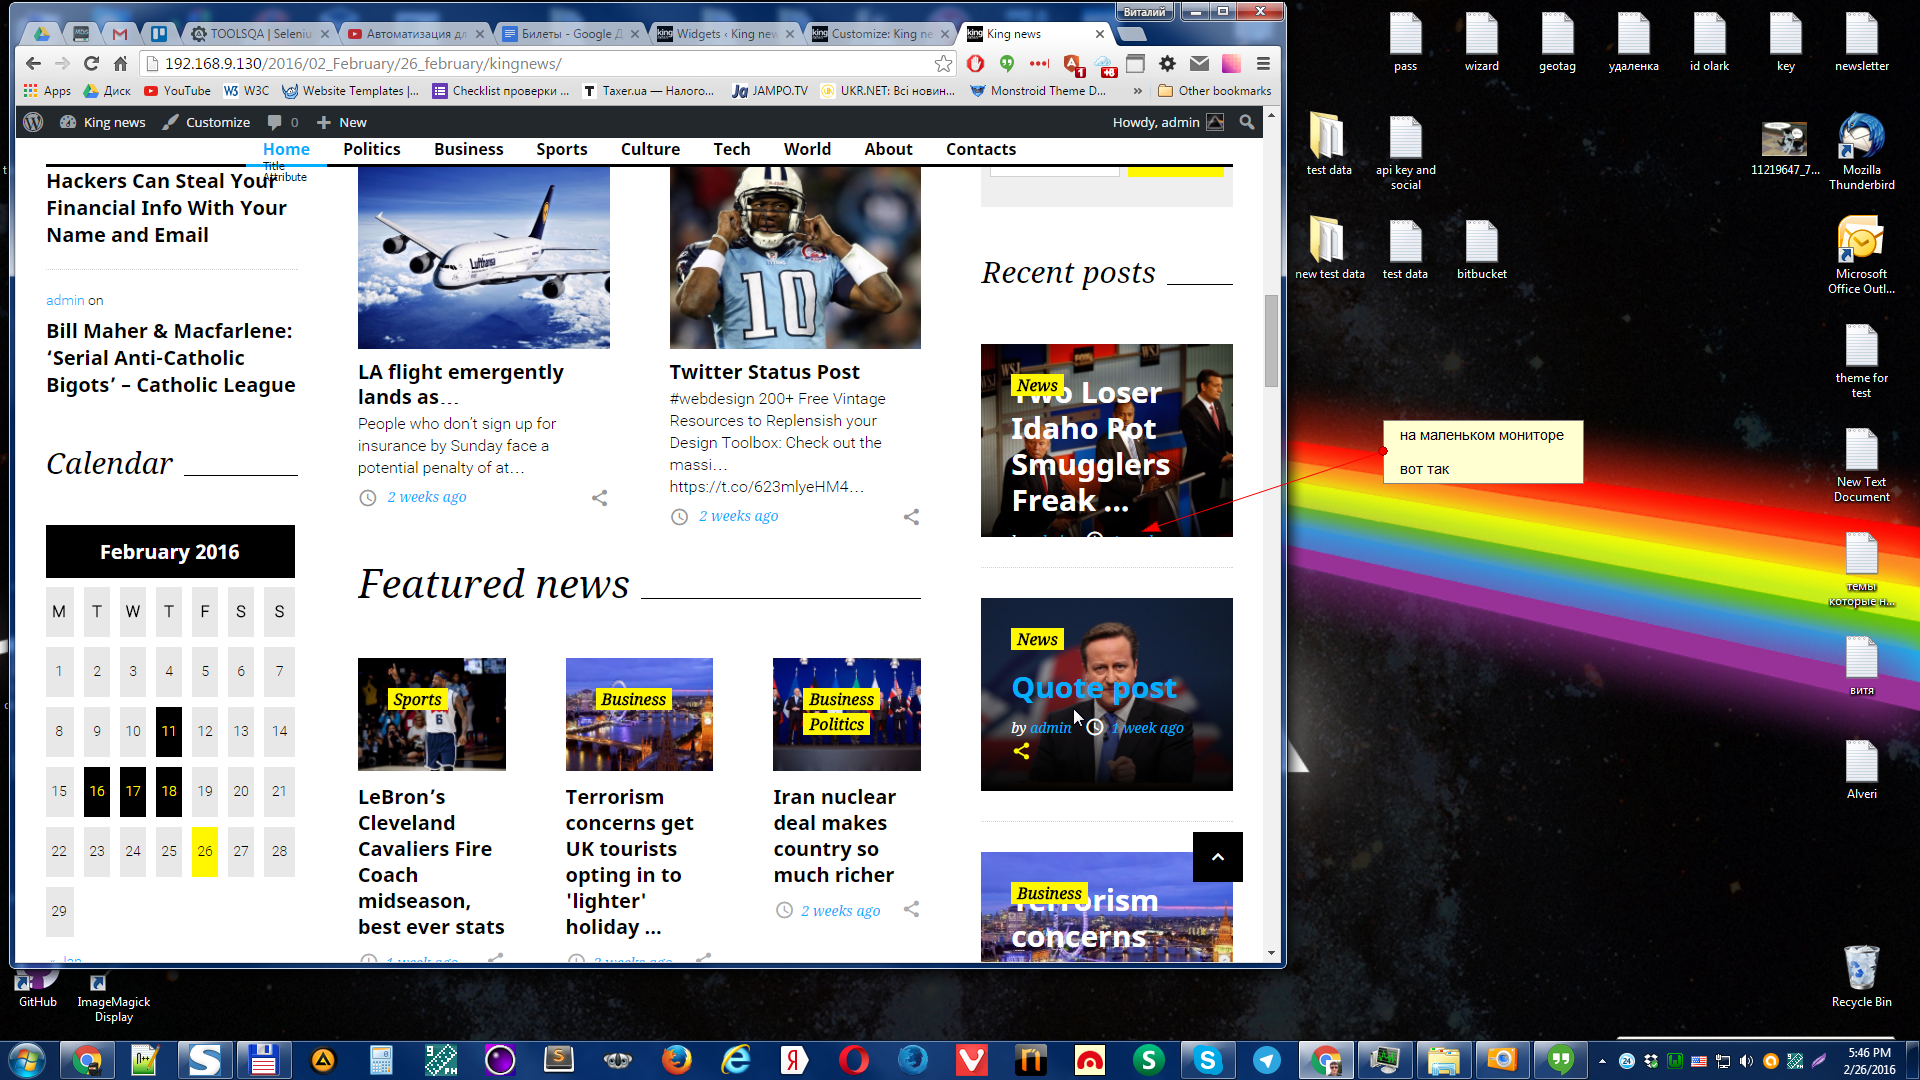 Виталий
TOOLSQA | Seleniu
Автоматизация дл
Билеты - Google Д
Widgets ‹ King new
Customize: King ne
King news
192.168.9.130/2016/02_February/26_february/kingnews/
Apps
Диск
YouTube
W3C
Website Templates |...
Checklist проверки ...
Taxer.ua — Налого...
JAMPO.TV
UKR.NET: Всі новин...
Monstroid Theme D...
»
Other bookmarks
King news
Customize
0
New
Howdy, admin
Home
Politics
Business
Sports
Culture
Tech
World
About
Contacts
Title
Attribute
Hackers Can Steal Your
Financial Info With Your
Name and Email
admin on
Bill Maher & Macfarlene:
‘Serial Anti-Catholic
Bigots’ – Catholic League
Calendar
February 2016
M T W T F S S
1 2 3 4 5 6 7
8 9 10 11 12 13 14
15 16 17 18 19 20 21
22 23 24 25 26 27 28
29
« Jan
Lufthansa
LA flight emergently
lands as…
People who don’t sign up for
insurance by Sunday face a
potential penalty of at…
2 weeks ago
10
Twitter Status Post
#webdesign 200+ Free Vintage
Resources to Replensish your
Design Toolbox: Check out the
massi…
https://t.co/623mlyeHM4…
2 weeks ago
Featured news
Sports
LeBron’s
Cleveland
Cavaliers Fire
Coach
midseason,
best ever stats
1 week ago
Business
Terrorism
concerns get
UK tourists
opting in to
'lighter'
holiday ...
2 weeks ago
Business
Politics
Iran nuclear
deal makes
country so
much richer
2 weeks ago
Recent posts
News
Two Loser
Idaho Pot
Smugglers
Freak ...
News
Quote post
by admin
1 week ago
Business
Terrorism
concerns
на маленьком мониторе
вот так
pass
wizard
geotag
удаленка
id olark
key
newsletter
test data
api key and
social
11219647_7...
Mozilla
Thunderbird
new test data
test data
bitbucket
Microsoft
Office Outl...
theme for
test
New Text
Document
темы
которые н...
витя
Alveri
Recycle Bin
GitHub
ImageMagick
Display
5:46 PM
2/26/2016